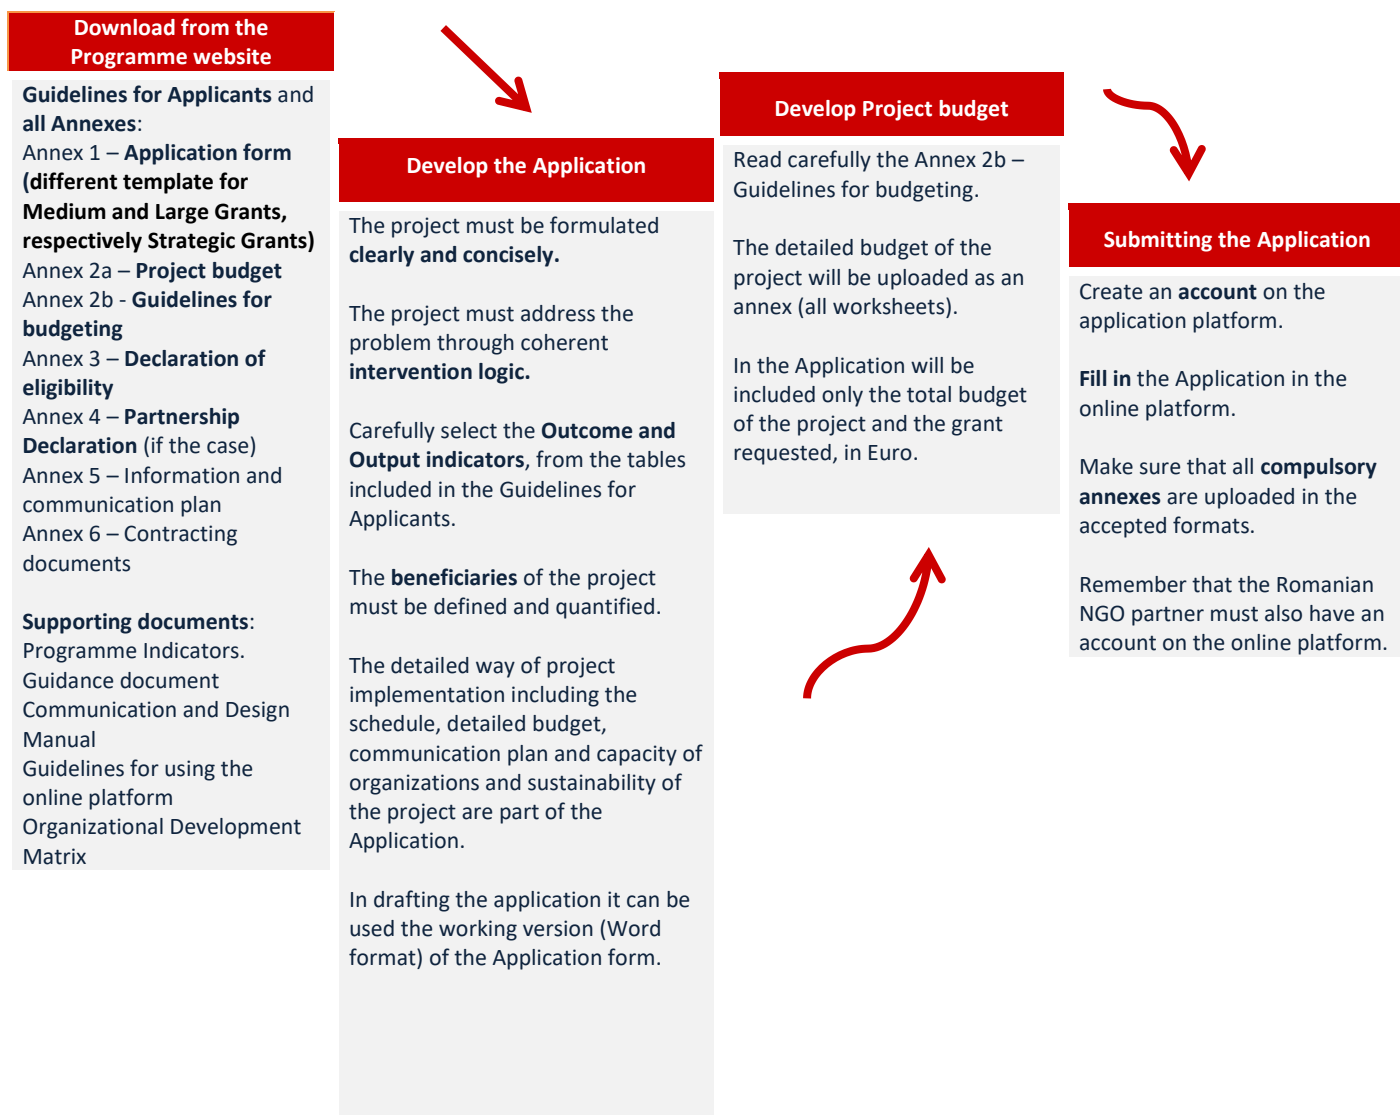 Download from the
Programme website
Guidelines for Applicants and
all Annexes:
Annex 1 – Application form
(different template for
Medium and Large Grants,
respectively Strategic Grants)
Annex 2a – Project budget
Annex 2b - Guidelines for
budgeting
Annex 3 – Declaration of
eligibility
Annex 4 – Partnership
Declaration (if the case)
Annex 5 – Information and
communication plan
Annex 6 – Contracting
documents
Supporting documents:
Programme Indicators.
Guidance document
Communication and Design
Manual
Guidelines for using the
online platform
Organizational Development
Matrix
Develop the Application
The project must be formulated
clearly and concisely.
The project must address the
problem through coherent
intervention logic.
Carefully select the Outcome and
Output indicators, from the tables
included in the Guidelines for
Applicants.
The beneficiaries of the project
must be defined and quantified.
The detailed way of project
implementation including the
schedule, detailed budget,
communication plan and capacity of
organizations and sustainability of
the project are part of the
Application.
In drafting the application it can be
used the working version (Word
format) of the Application form.
Develop Project budget
Read carefully the Annex 2b –
Guidelines for budgeting.
The detailed budget of the
project will be uploaded as an
annex (all worksheets).
In the Application will be
included only the total budget
of the project and the grant
requested, in Euro.
Submitting the Application
Create an account on the
application platform.
Fill in the Application in the
online platform.
Make sure that all compulsory
annexes are uploaded in the
accepted formats.
Remember that the Romanian
NGO partner must also have an
account on the online platform.